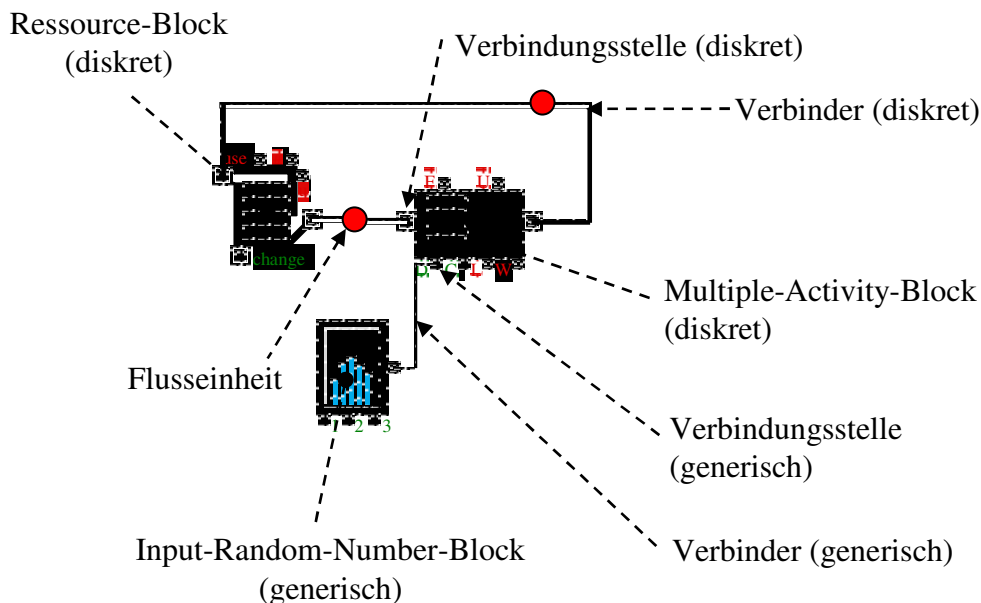 Ressource-Block
(diskret)
Verbindungsstelle (diskret)
Verbinder (diskret)
use
F
U
change
D C L W
Multiple-Activity-Block
(diskret)
Flusseinheit
1 2 3
Verbindungsstelle
(generisch)
Input-Random-Number-Block
(generisch)
Verbinder (generisch)